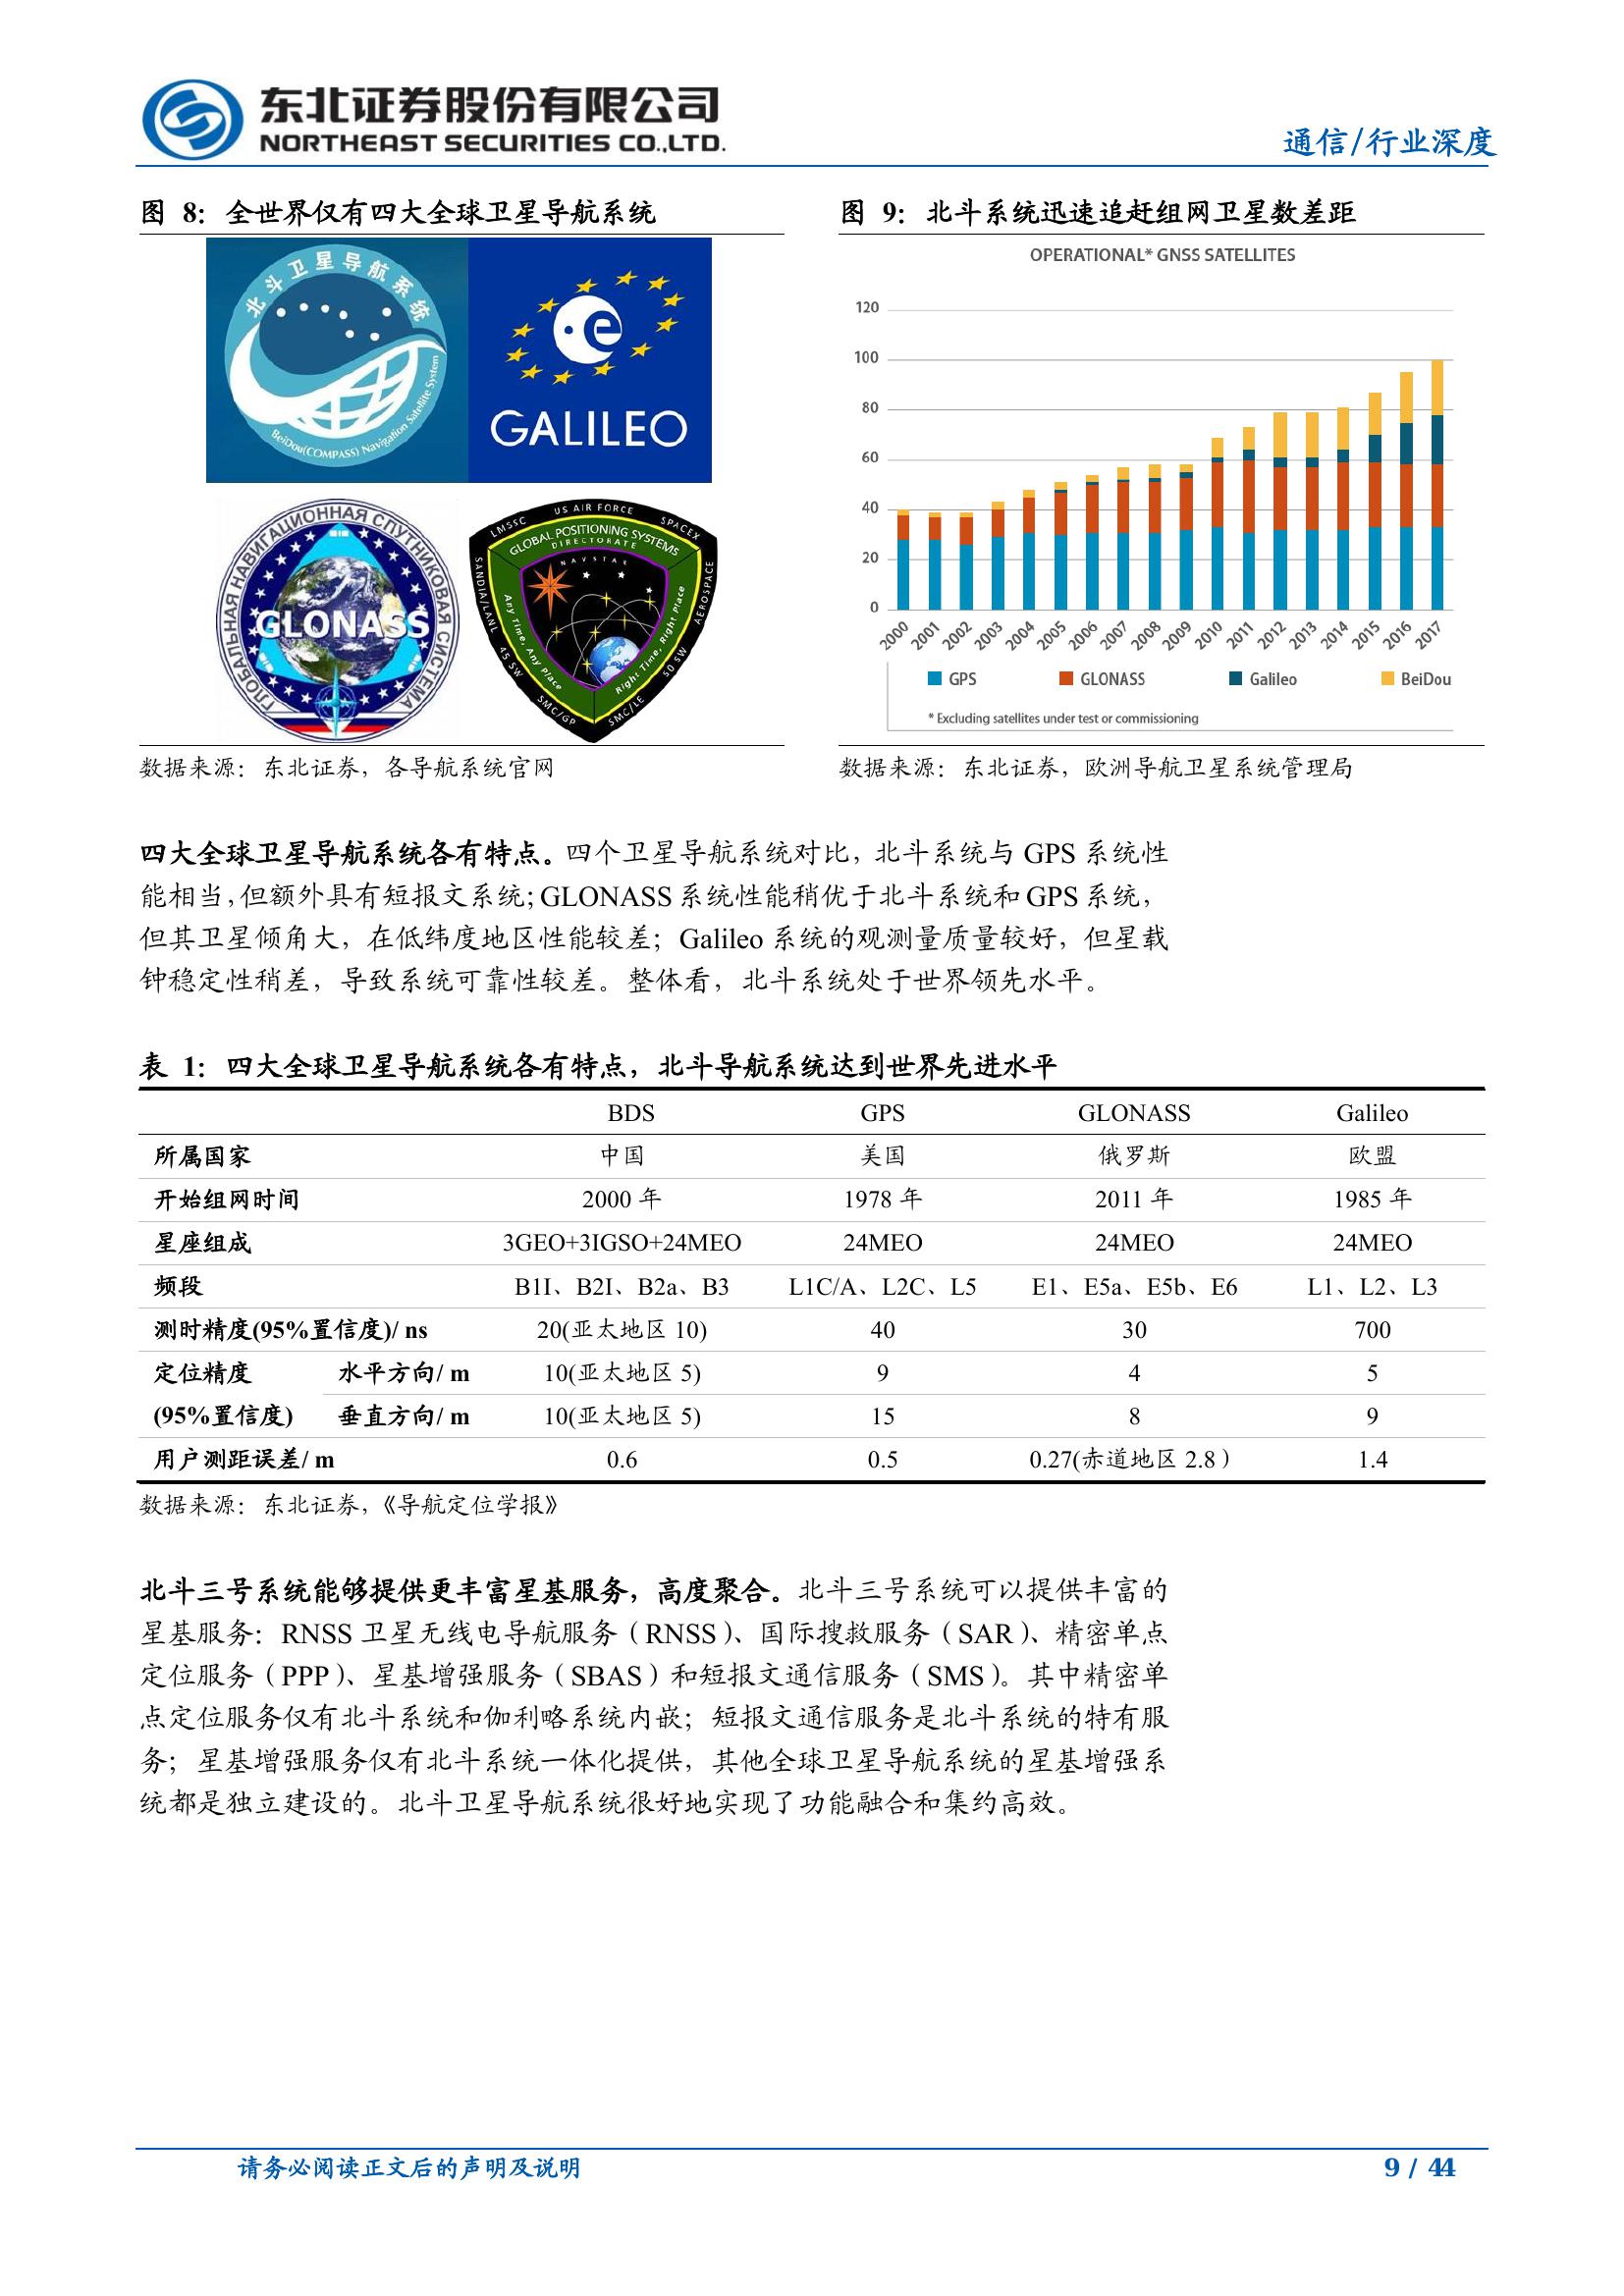 东北证券股份有限公司
NORTHEAST SECURITIES CO.,LTD.
通信/行业深度
图 8：全世界仅有四大全球卫星导航系统
北斗卫星导航系统
BeiDou(COMPASS) Navigation Satellite System
GALILEO
ГЛОБАЛЬНАЯ НАВИГАЦИОННАЯ СПУТНИКОВАЯ СИСТЕМА
GLONASS
LMSSC US AIR FORCE SPACEX
SANDIA/LANL AEROSPACE
45 SW 50 SW
SMC/GP SMC/LE
GLOBAL POSITIONING SYSTEMS
DIRECTORATE
NAVSTAR
Any Time, Any Place
Right Time, Right Place
数据来源：东北证券，各导航系统官网
图 9：北斗系统迅速追赶组网卫星数差距
OPERATIONAL* GNSS SATELLITES
120
100
80
60
40
20
0
2000 2001 2002 2003 2004 2005 2006 2007 2008 2009 2010 2011 2012 2013 2014 2015 2016 2017
GPS GLONASS Galileo BeiDou
* Excluding satellites under test or commissioning
数据来源：东北证券，欧洲导航卫星系统管理局
四大全球卫星导航系统各有特点。四个卫星导航系统对比，北斗系统与 GPS 系统性
能相当，但额外具有短报文系统；GLONASS 系统性能稍优于北斗系统和 GPS 系统，
但其卫星倾角大，在低纬度地区性能较差；Galileo 系统的观测量质量较好，但星载
钟稳定性稍差，导致系统可靠性较差。整体看，北斗系统处于世界领先水平。
表 1：四大全球卫星导航系统各有特点，北斗导航系统达到世界先进水平
BDS GPS GLONASS Galileo
所属国家 中国 美国 俄罗斯 欧盟
开始组网时间 2000 年 1978 年 2011 年 1985 年
星座组成 3GEO+3IGSO+24MEO 24MEO 24MEO 24MEO
频段 B1I、B2I、B2a、B3 L1C/A、L2C、L5 E1、E5a、E5b、E6 L1、L2、L3
测时精度(95%置信度)/ ns 20(亚太地区 10) 40 30 700
定位精度 水平方向/ m 10(亚太地区 5) 9 4 5
(95%置信度) 垂直方向/ m 10(亚太地区 5) 15 8 9
用户测距误差/ m 0.6 0.5 0.27(赤道地区 2.8） 1.4
数据来源：东北证券，《导航定位学报》
北斗三号系统能够提供更丰富星基服务，高度聚合。北斗三号系统可以提供丰富的
星基服务：RNSS 卫星无线电导航服务（RNSS）、国际搜救服务（SAR）、精密单点
定位服务（PPP）、星基增强服务（SBAS）和短报文通信服务（SMS）。其中精密单
点定位服务仅有北斗系统和伽利略系统内嵌；短报文通信服务是北斗系统的特有服
务；星基增强服务仅有北斗系统一体化提供，其他全球卫星导航系统的星基增强系
统都是独立建设的。北斗卫星导航系统很好地实现了功能融合和集约高效。
请务必阅读正文后的声明及说明
9 / 44